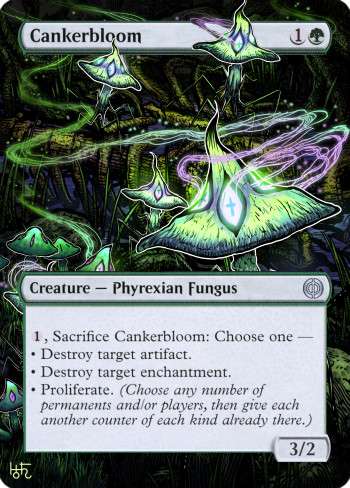 Cankerbloom 1
Creature — Phyrexian Fungus
1 , Sacrifice Cankerbloom: Choose one —
• Destroy target artifact.
• Destroy target enchantment.
• Proliferate. (Choose any number of
permanents and/or players, then give each
another counter of each kind already there.)
3/2